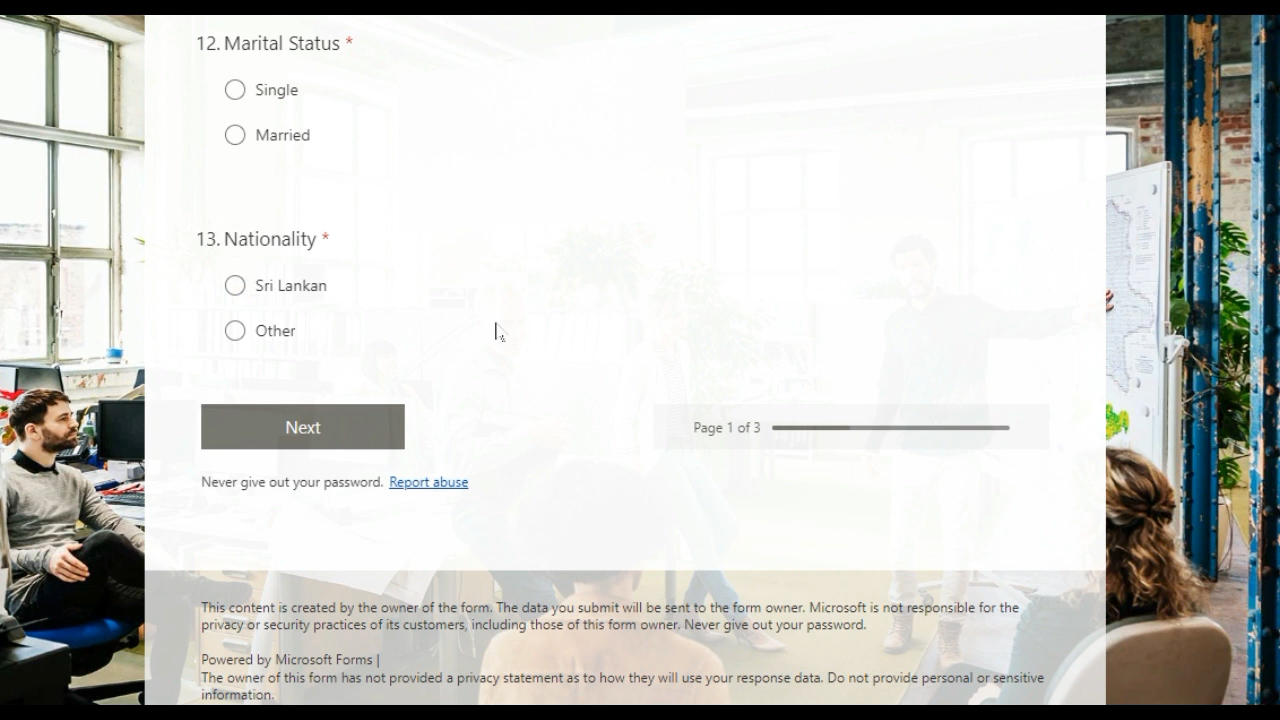 12. Marital Status *
Single
Married
13. Nationality *
Sri Lankan
Other
Next
Page 1 of 3
Never give out your password. Report abuse
This content is created by the owner of the form. The data you submit will be sent to the form owner. Microsoft is not responsible for the
privacy or security practices of its customers, including those of this form owner. Never give out your password.
Powered by Microsoft Forms |
The owner of this form has not provided a privacy statement as to how they will use your response data. Do not provide personal or sensitive
information.